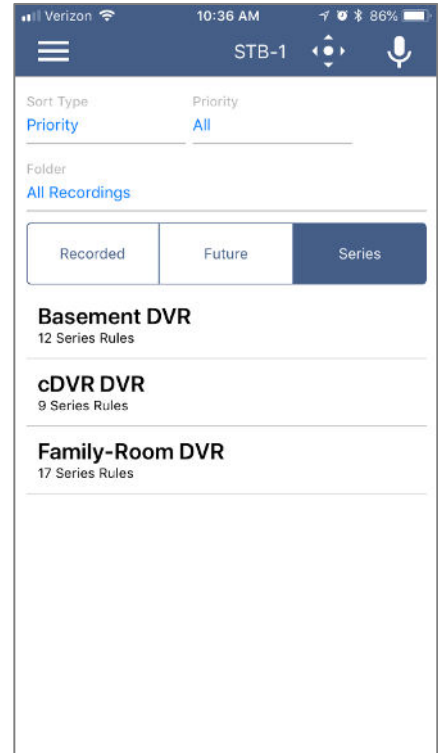 Verizon 10:36 AM 86%
STB-1
Sort Type Priority
Priority All
Folder
All Recordings
Recorded Future Series
Basement DVR
12 Series Rules
cDVR DVR
9 Series Rules
Family-Room DVR
17 Series Rules